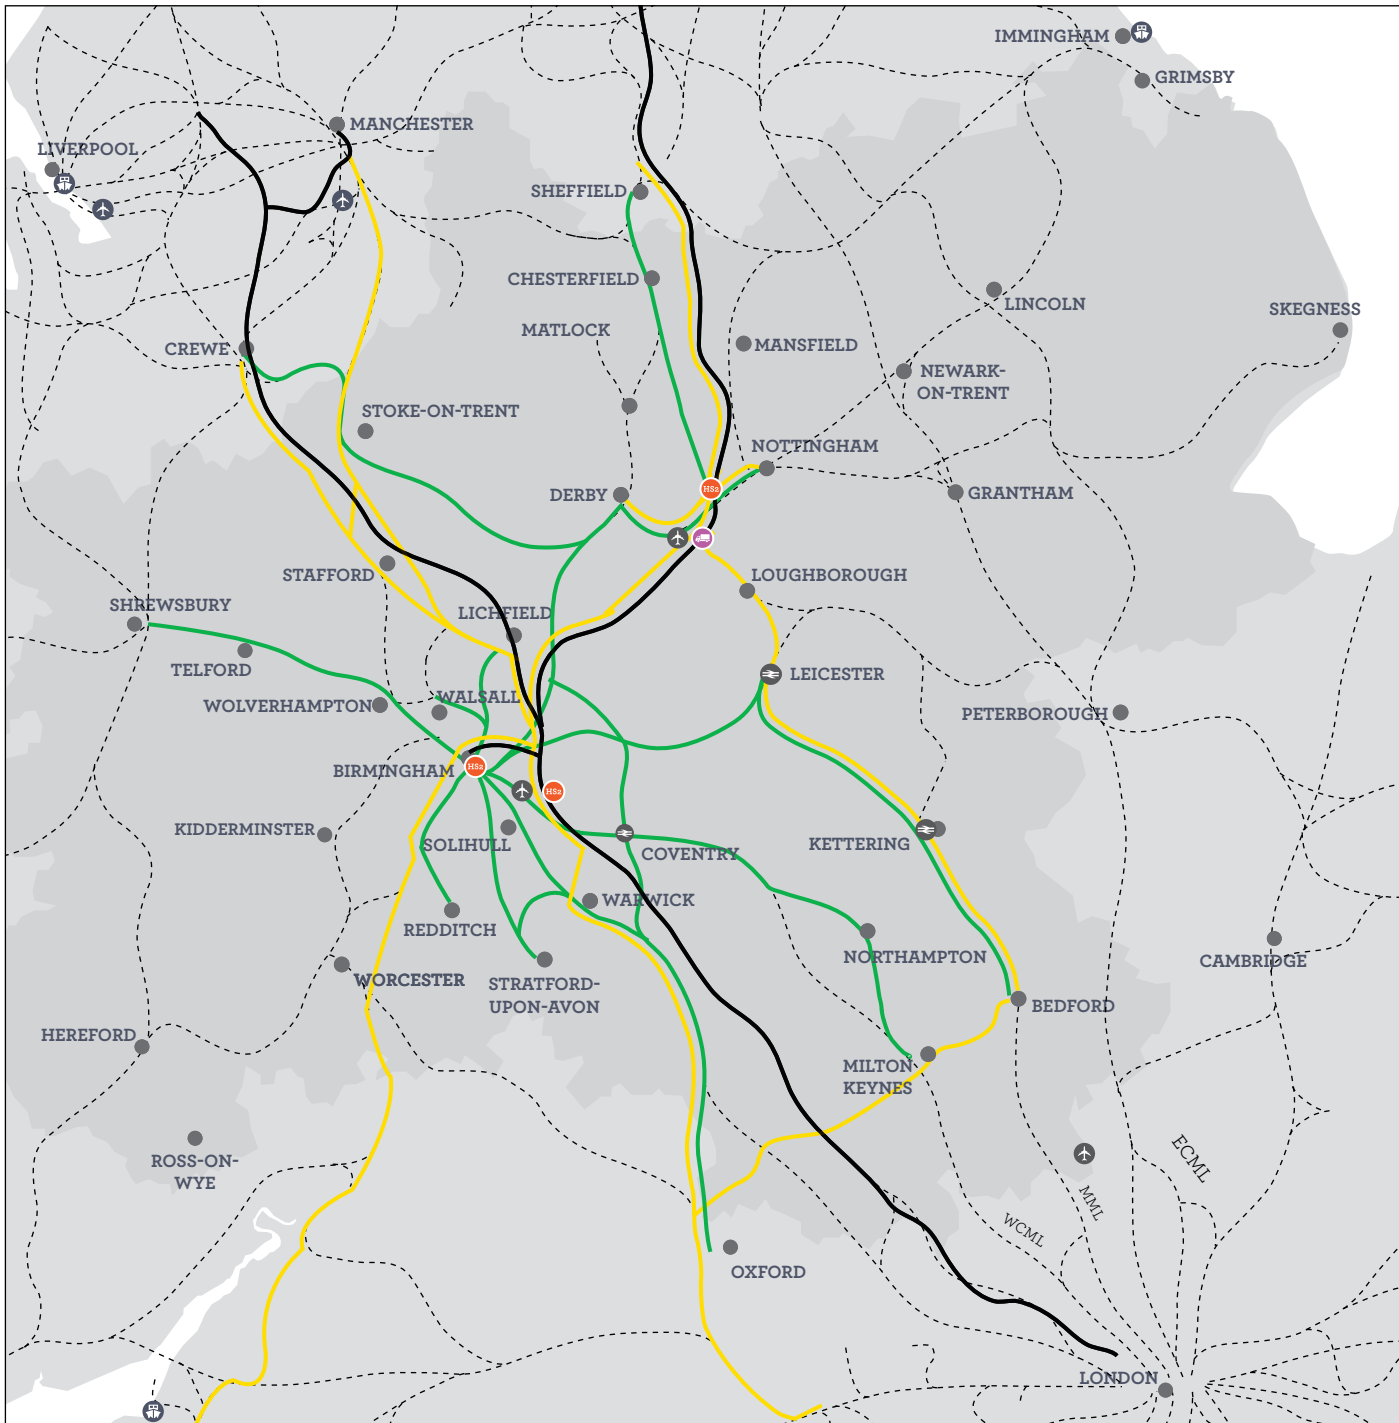 IMMINGHAM
GRIMSBY
MANCHESTER
LIVERPOOL
SHEFFIELD
CHESTERFIELD
LINCOLN
SKEGNESS
MATLOCK
CREWE
MANSFIELD
NEWARK-
ON-TRENT
STOKE-ON-TRENT
NOTTINGHAM
DERBY
HS2
GRANTHAM
STAFFORD
LOUGHBOROUGH
SHREWSBURY
LICHFIELD
TELFORD
LEICESTER
WALSALL
WOLVERHAMPTON
PETERBOROUGH
BIRMINGHAM
HS2
HS2
KIDDERMINSTER
SOLIHULL
COVENTRY
KETTERING
WARWICK
REDDITCH
NORTHAMPTON
CAMBRIDGE
WORCESTER
STRATFORD-
UPON-AVON
BEDFORD
HEREFORD
MILTON
KEYNES
ROSS-ON-
WYE
ECML
MML
WCML
OXFORD
LONDON